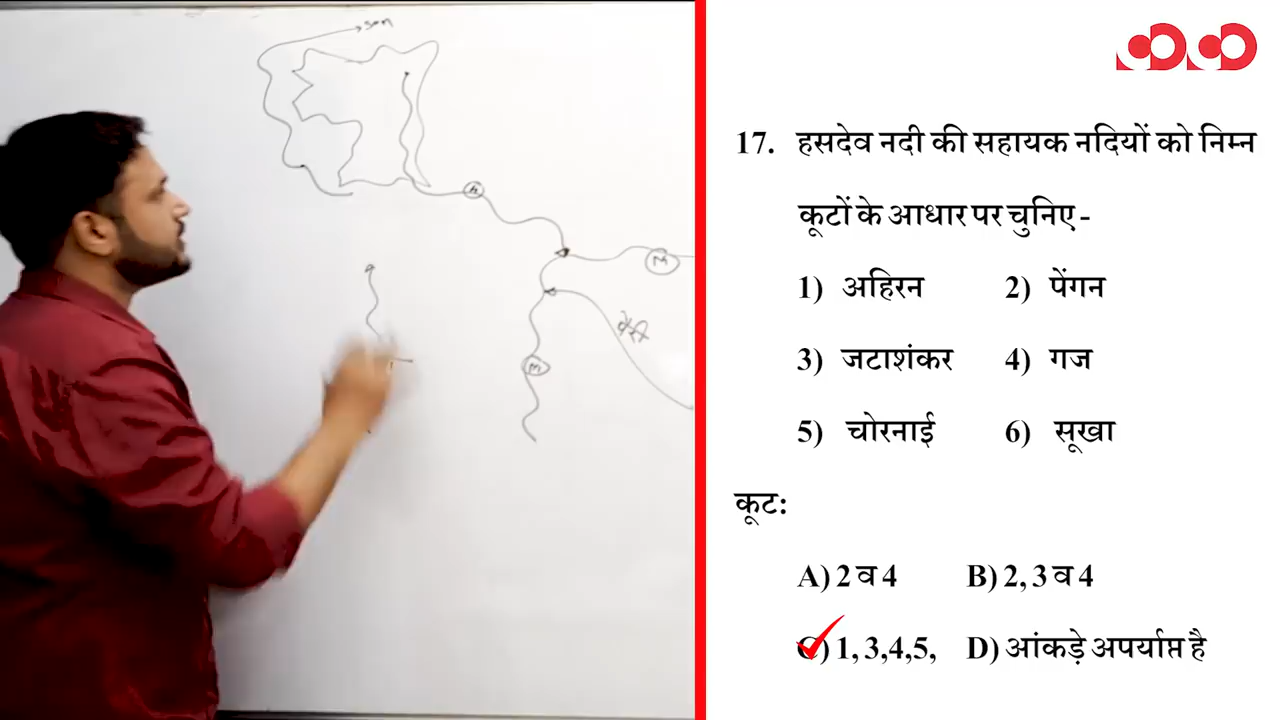 son
M
M
17. हसदेव नदी की सहायक नदियों को निम्न
कूटों के आधार पर चुनिए -
1) अहिरन 2) पेंगन
3) जटाशंकर 4) गज
5) चोरनाई 6) सूखा
कूट:
A) 2 व 4 B) 2, 3 व 4
C) 1, 3,4,5, D) आंकड़े अपर्याप्त है